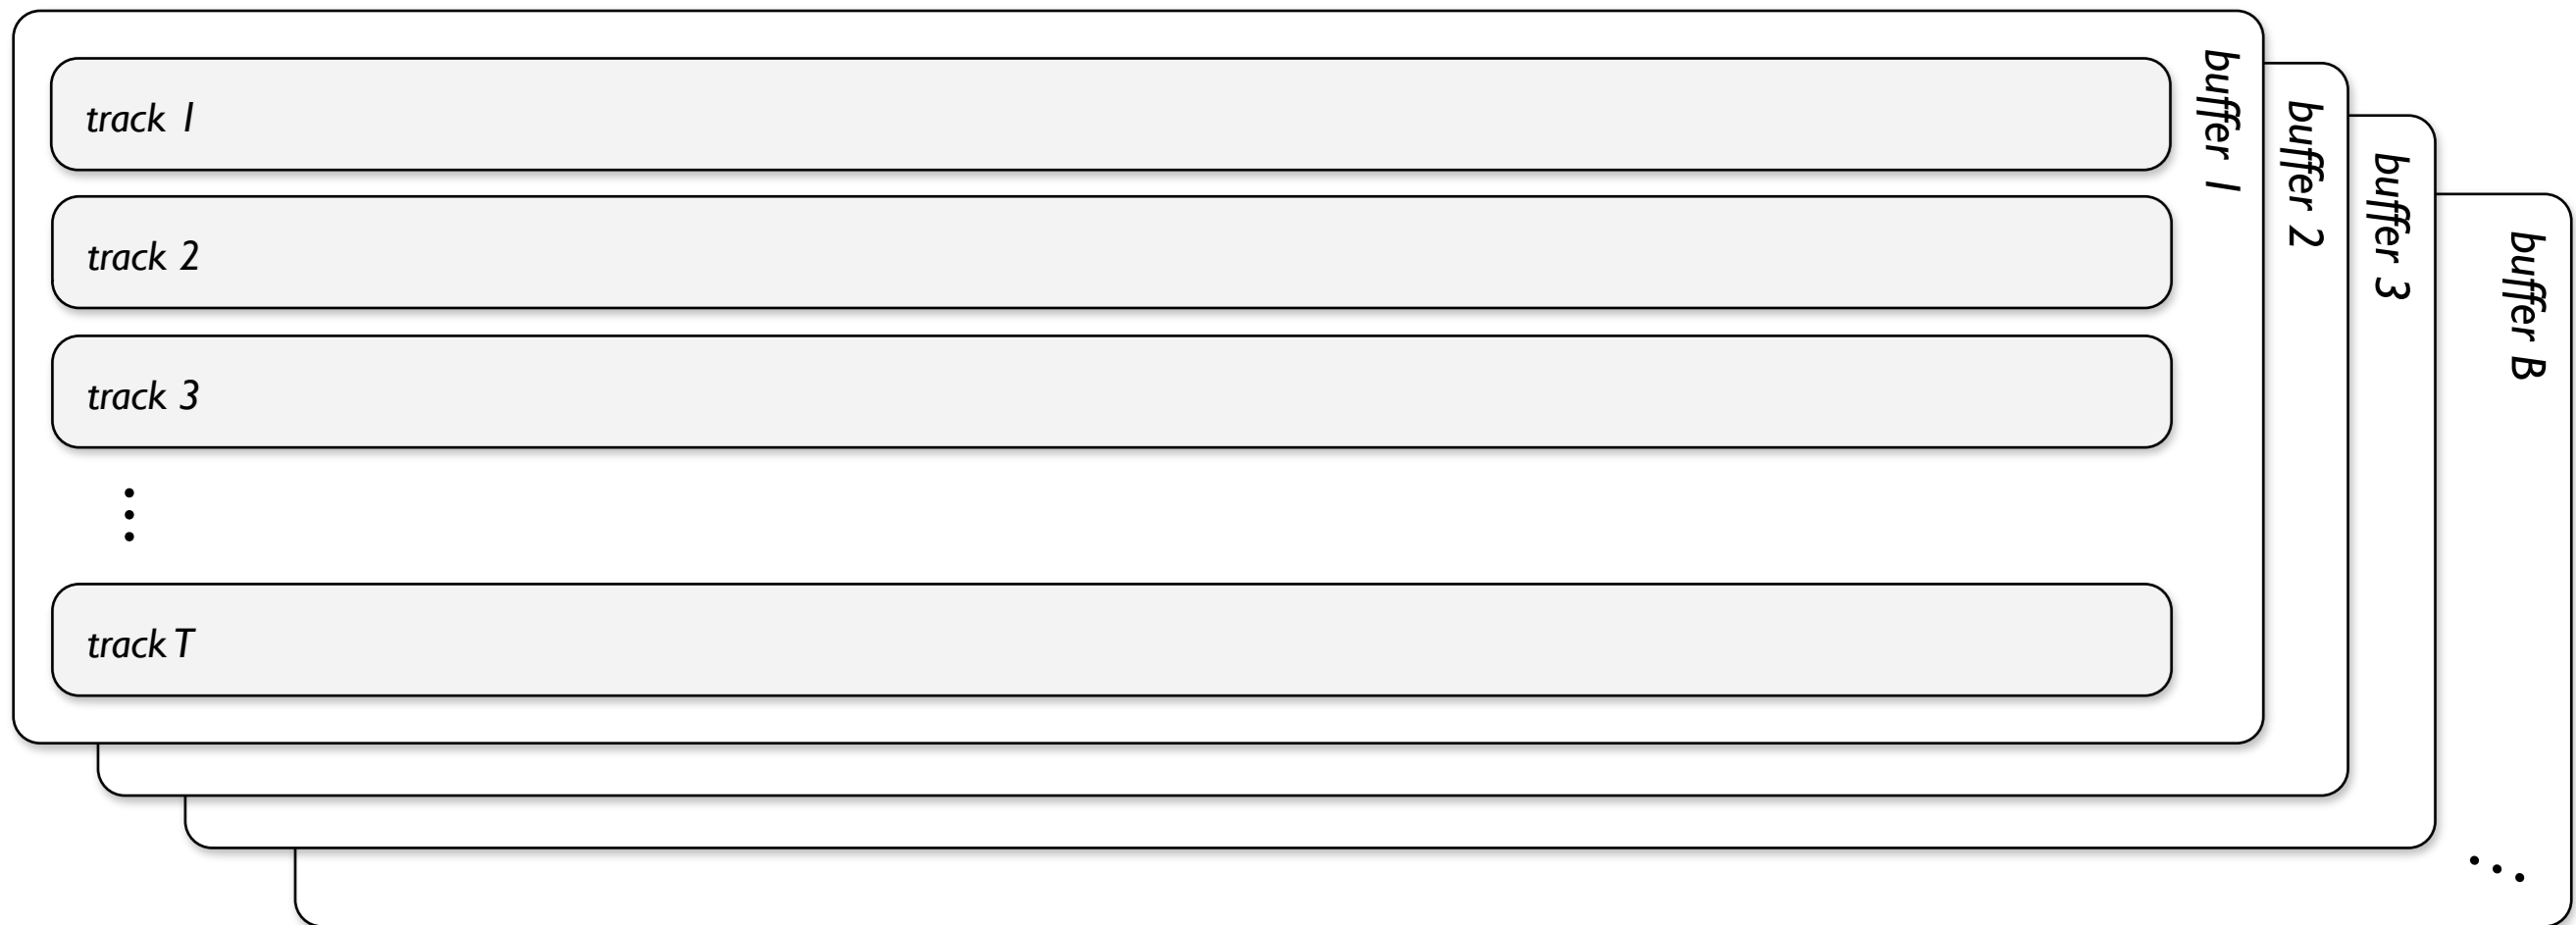 track 1
track 2
track 3
track T
buffer 1
buffer 2
buffer 3
buffer B